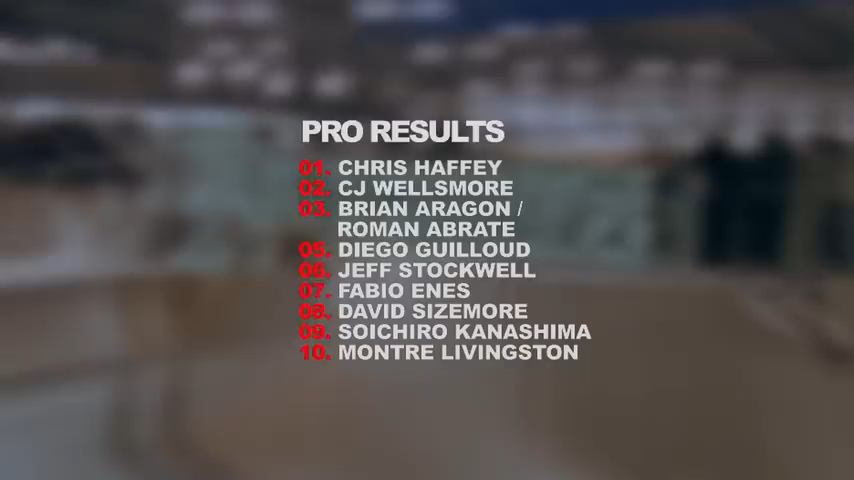 PRO RESULTS
01. CHRIS HAFFEY
02. CJ WELLSMORE
03. BRIAN ARAGON /
ROMAN ABRATE
05. DIEGO GUILLOUD
06. JEFF STOCKWELL
07. FABIO ENES
08. DAVID SIZEMORE
09. SOICHIRO KANASHIMA
10. MONTRE LIVINGSTON